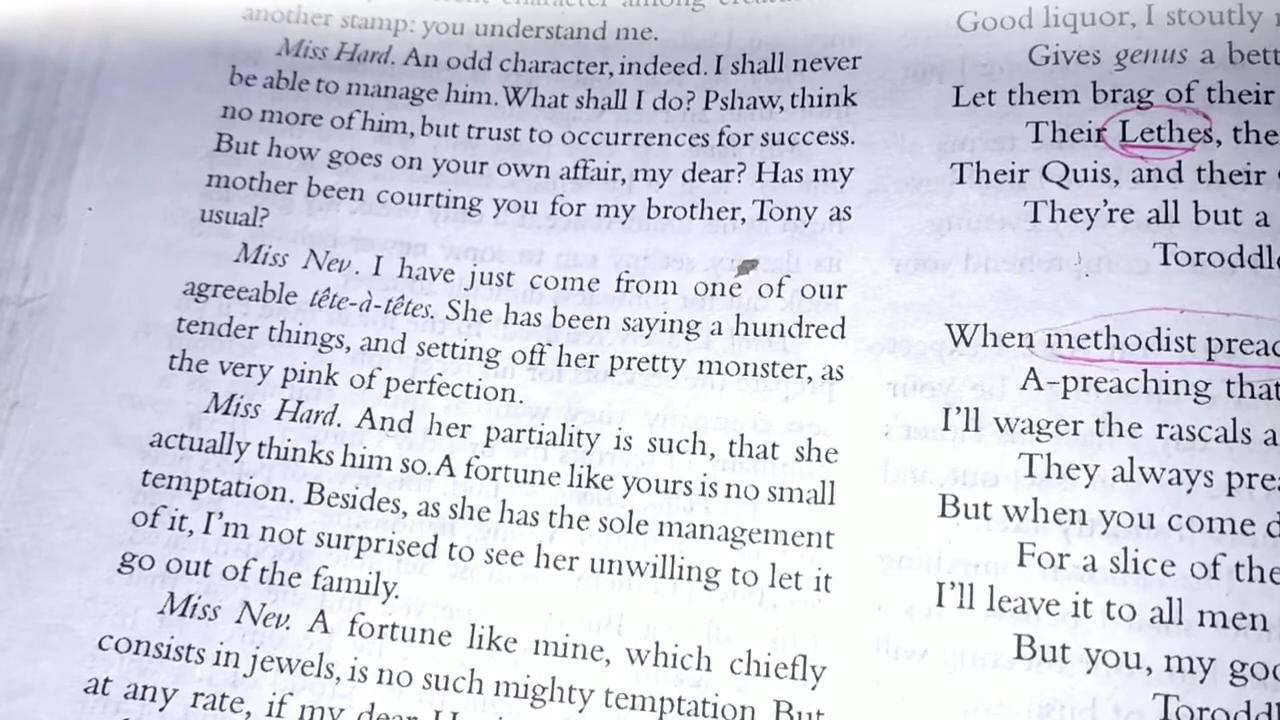 another stamp: you understand me.
Miss Hard. An odd character, indeed. I shall never
be able to manage him. What shall I do? Pshaw, think
no more of him, but trust to occurrences for success.
But how goes on your own affair, my dear? Has my
mother been courting you for my brother, Tony as
usual?
Miss Nev. I have just come from one of our
agreeable tête-à-têtes. She has been saying a hundred
tender things, and setting off her pretty monster, as
the very pink of perfection.
Miss Hard. And her partiality is such, that she
actually thinks him so. A fortune like yours is no small
temptation. Besides, as she has the sole management
of it, I'm not surprised to see her unwilling to let it
go out of the family.
Miss Nev. A fortune like mine, which chiefly
consists in jewels, is no such mighty temptation. But
at any rate, if my dear
Good liquor, I stoutly
Gives genus a
Let them brag of their
Their Lethes,
Their Quis, and their
They're all but a
When methodist
A-preaching that
I'll wager the rascals
They always
But when you come
For a slice of
I'll leave it to all men
But you, my